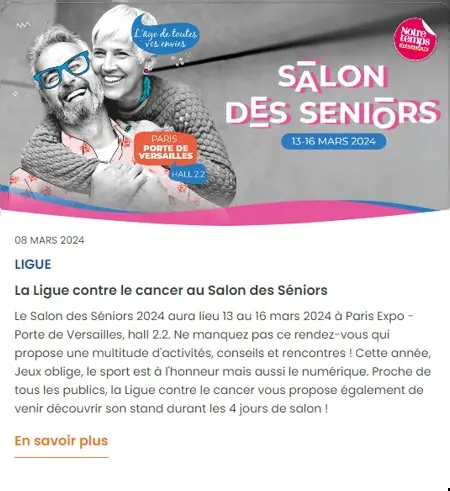 L'âge de toutes
vos envies
Notre
temps
SALON
DES SENIORS
13-16 MARS 2024
PARIS
PORTE DE
VERSAILLES
HALL 2.2
08 MARS 2024
LIGUE
La Ligue contre le cancer au Salon des Séniors
Le Salon des Séniors 2024 aura lieu 13 au 16 mars 2024 à Paris Expo -
Porte de Versailles, hall 2.2. Ne manquez pas ce rendez-vous qui
propose une multitude d'activités, conseils et rencontres ! Cette année,
Jeux oblige, le sport est à l'honneur mais aussi le numérique. Proche de
tous les publics, la Ligue contre le cancer vous propose également de
venir découvrir son stand durant les 4 jours de salon !
En savoir plus